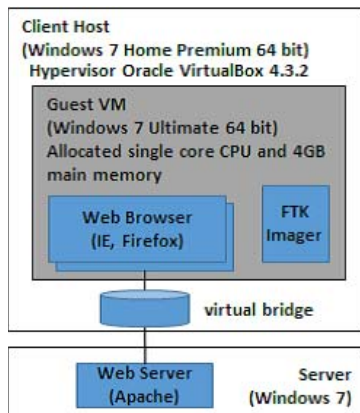 Client Host
(Windows 7 Home Premium 64 bit)
Hypervisor Oracle VirtualBox 4.3.2
Guest VM
(Windows 7 Ultimate 64 bit)
Allocated single core CPU and 4GB
main memory
Web Browser
(IE, Firefox)
FTK
Imager
virtual bridge
Web Server
(Apache)
Server
(Windows 7)